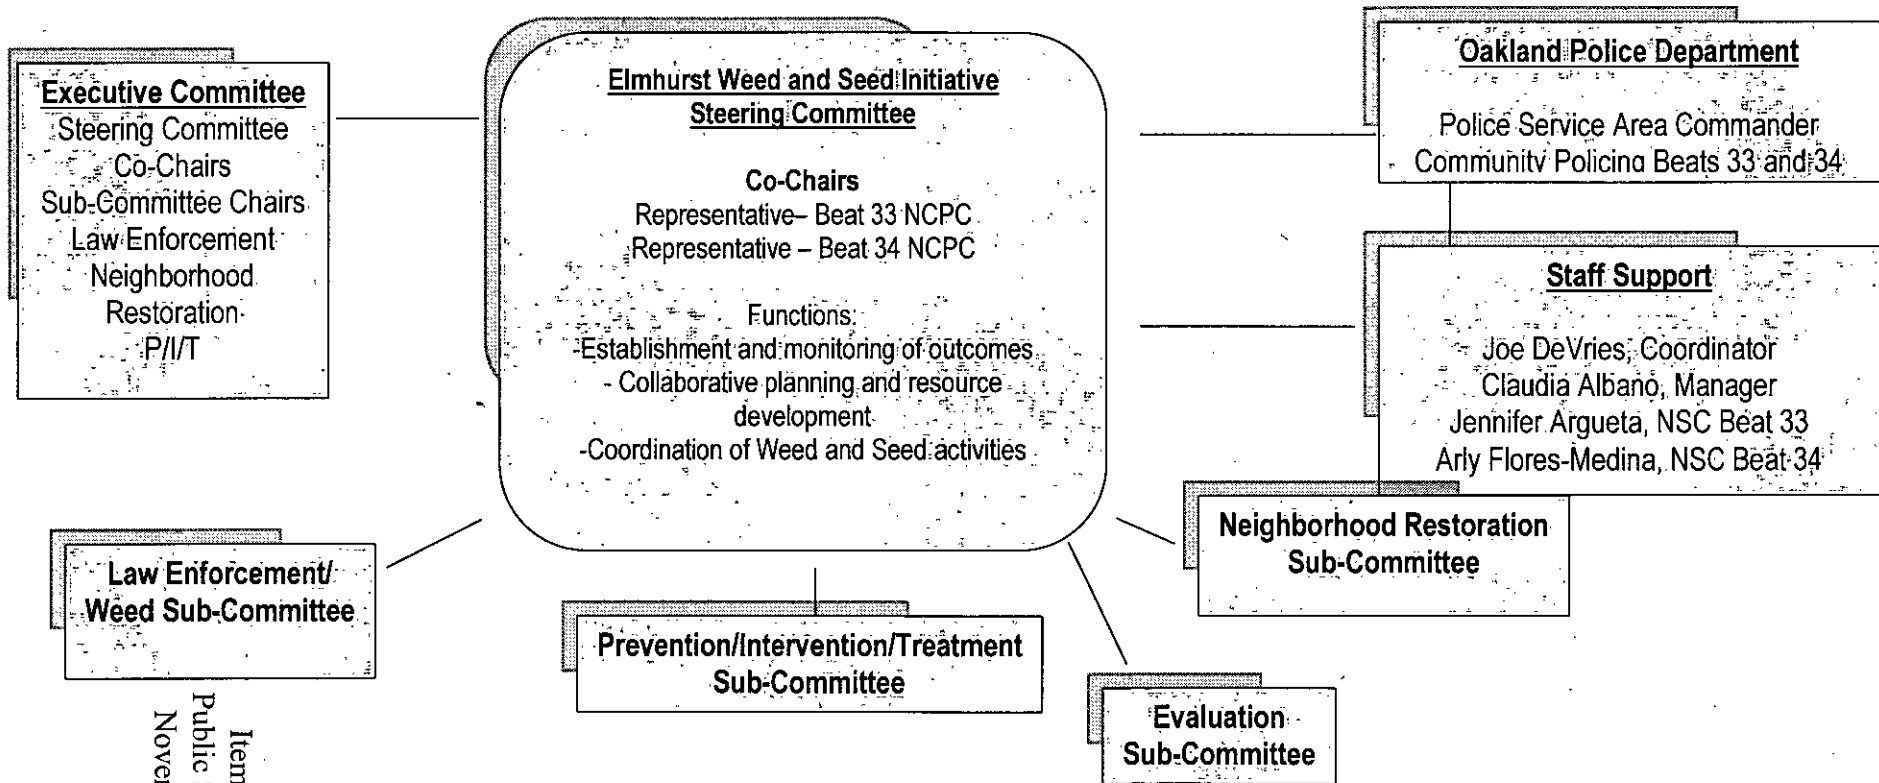 Executive Committee
Steering Committee
Co-Chairs
Sub-Committee Chairs
Law Enforcement
Neighborhood
Restoration
P/I/T
Elmhurst Weed and Seed Initiative
Steering Committee
Co-Chairs
Representative– Beat 33 NCPC
Representative – Beat 34 NCPC
Functions:
-Establishment and monitoring of outcomes
- Collaborative planning and resource
development
-Coordination of Weed and Seed activities
Oakland Police Department
Police Service Area Commander
Community Policing Beats 33 and 34
Staff Support
Joe DeVries, Coordinator
Claudia Albano, Manager
Jennifer Argueta, NSC Beat 33
Arly Flores-Medina, NSC Beat 34
Law Enforcement/
Weed Sub-Committee
Prevention/Intervention/Treatment
Sub-Committee
Neighborhood Restoration
Sub-Committee
Evaluation
Sub-Committee
Item
Public